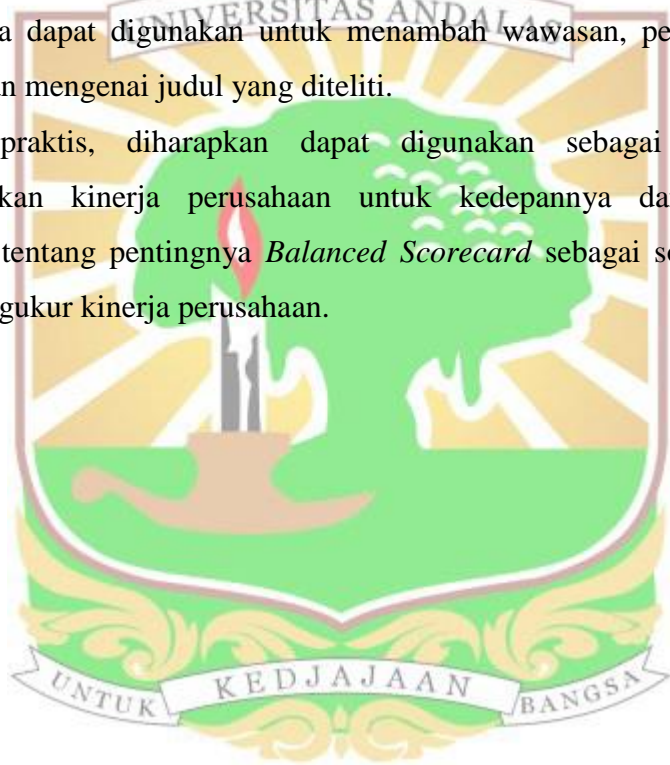 UNIVERSITAS ANDALAS
a dapat digunakan untuk menambah wawasan, pe
an mengenai judul yang diteliti.
praktis, diharapkan dapat digunakan sebagai
kan kinerja perusahaan untuk kedepannya da
tentang pentingnya Balanced Scorecard sebagai s
gukur kinerja perusahaan.
UNTUK KEDJAJAAN BANGSA